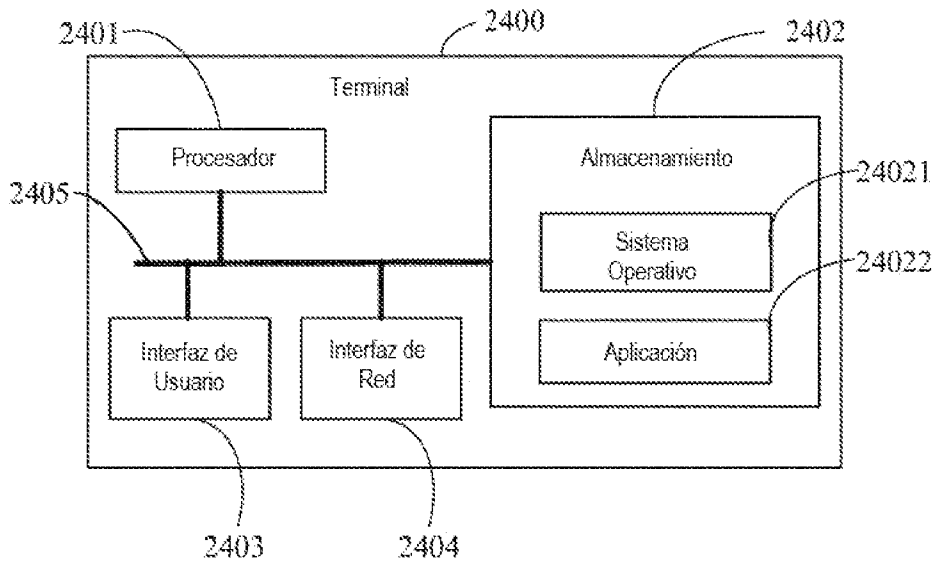 2401
2400
2402
Terminal
Procesador
Almacenamiento
2405
24021
Sistema
Operativo
24022
Interfaz de
Usuario
Interfaz de
Red
Aplicación
2403
2404